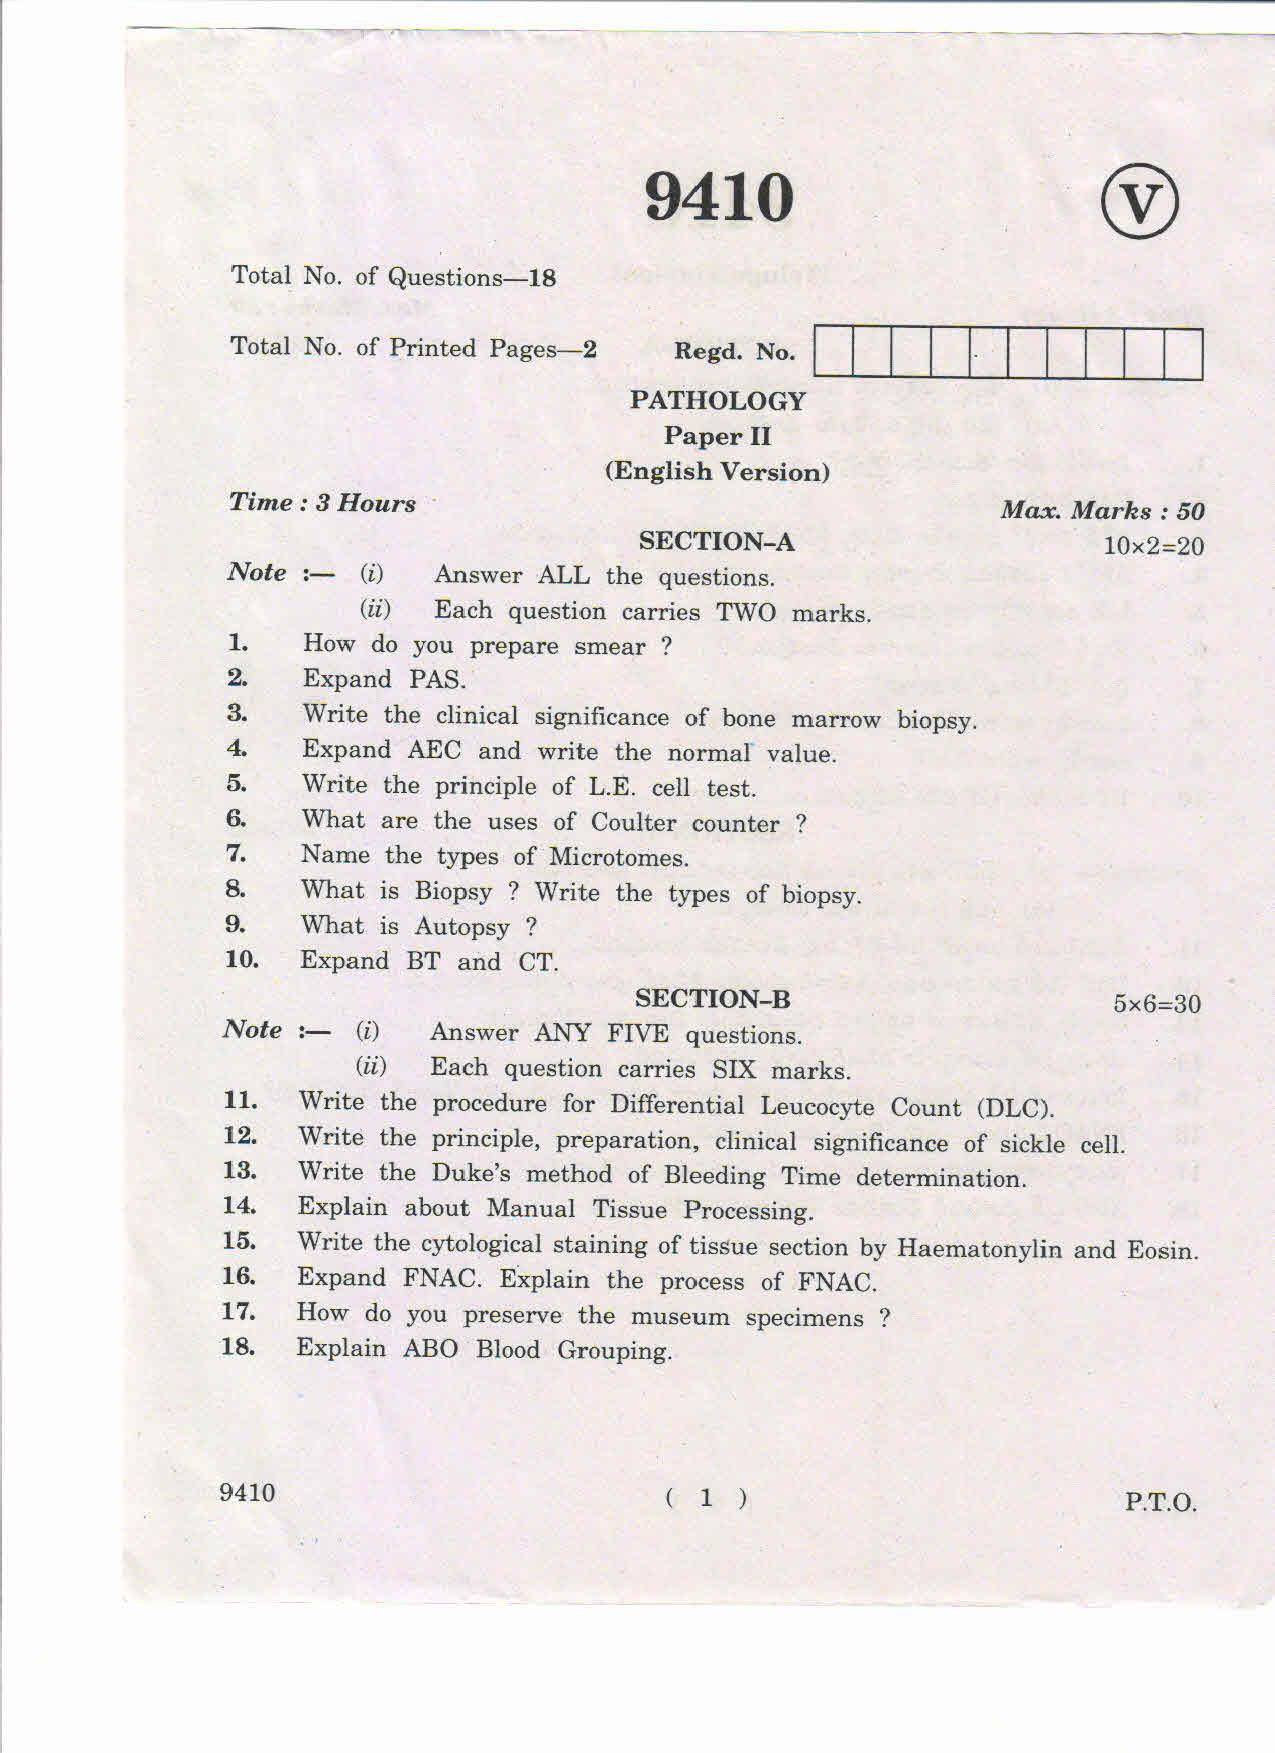 9410
V
Total No. of Questions—18
Total No. of Printed Pages—2 Regd. No.
PATHOLOGY
Paper II
(English Version)
Time : 3 Hours
Max. Marks : 50
SECTION–A 10×2=20
Note :— (i) Answer ALL the questions.
(ii) Each question carries TWO marks.
1. How do you prepare smear ?
2. Expand PAS.
3. Write the clinical significance of bone marrow biopsy.
4. Expand AEC and write the normal value.
5. Write the principle of L.E. cell test.
6. What are the uses of Coulter counter ?
7. Name the types of Microtomes.
8. What is Biopsy ? Write the types of biopsy.
9. What is Autopsy ?
10. Expand BT and CT.
SECTION–B 5×6=30
Note :— (i) Answer ANY FIVE questions.
(ii) Each question carries SIX marks.
11. Write the procedure for Differential Leucocyte Count (DLC).
12. Write the principle, preparation, clinical significance of sickle cell.
13. Write the Duke's method of Bleeding Time determination.
14. Explain about Manual Tissue Processing.
15. Write the cytological staining of tissue section by Haematonylin and Eosin.
16. Expand FNAC. Explain the process of FNAC.
17. How do you preserve the museum specimens ?
18. Explain ABO Blood Grouping.
9410 ( 1 ) P.T.O.